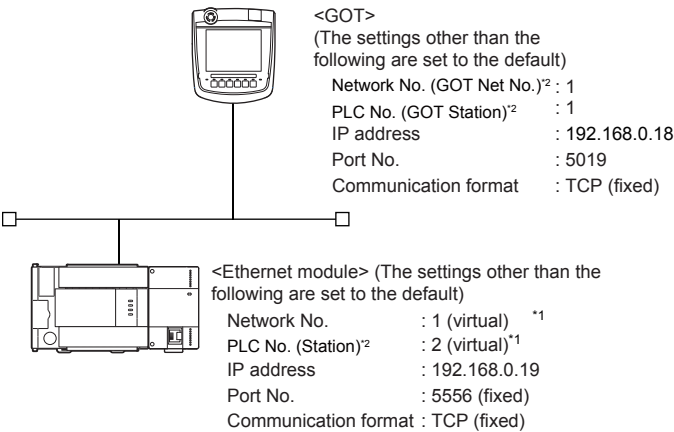 <GOT>
(The settings other than the
following are set to the default)
Network No. (GOT Net No.)*2 : 1
PLC No. (GOT Station)*2 : 1
IP address : 192.168.0.18
Port No. : 5019
Communication format : TCP (fixed)
<Ethernet module> (The settings other than the
following are set to the default)
Network No. : 1 (virtual) *1
PLC No. (Station)*2 : 2 (virtual)*1
IP address : 192.168.0.19
Port No. : 5556 (fixed)
Communication format : TCP (fixed)